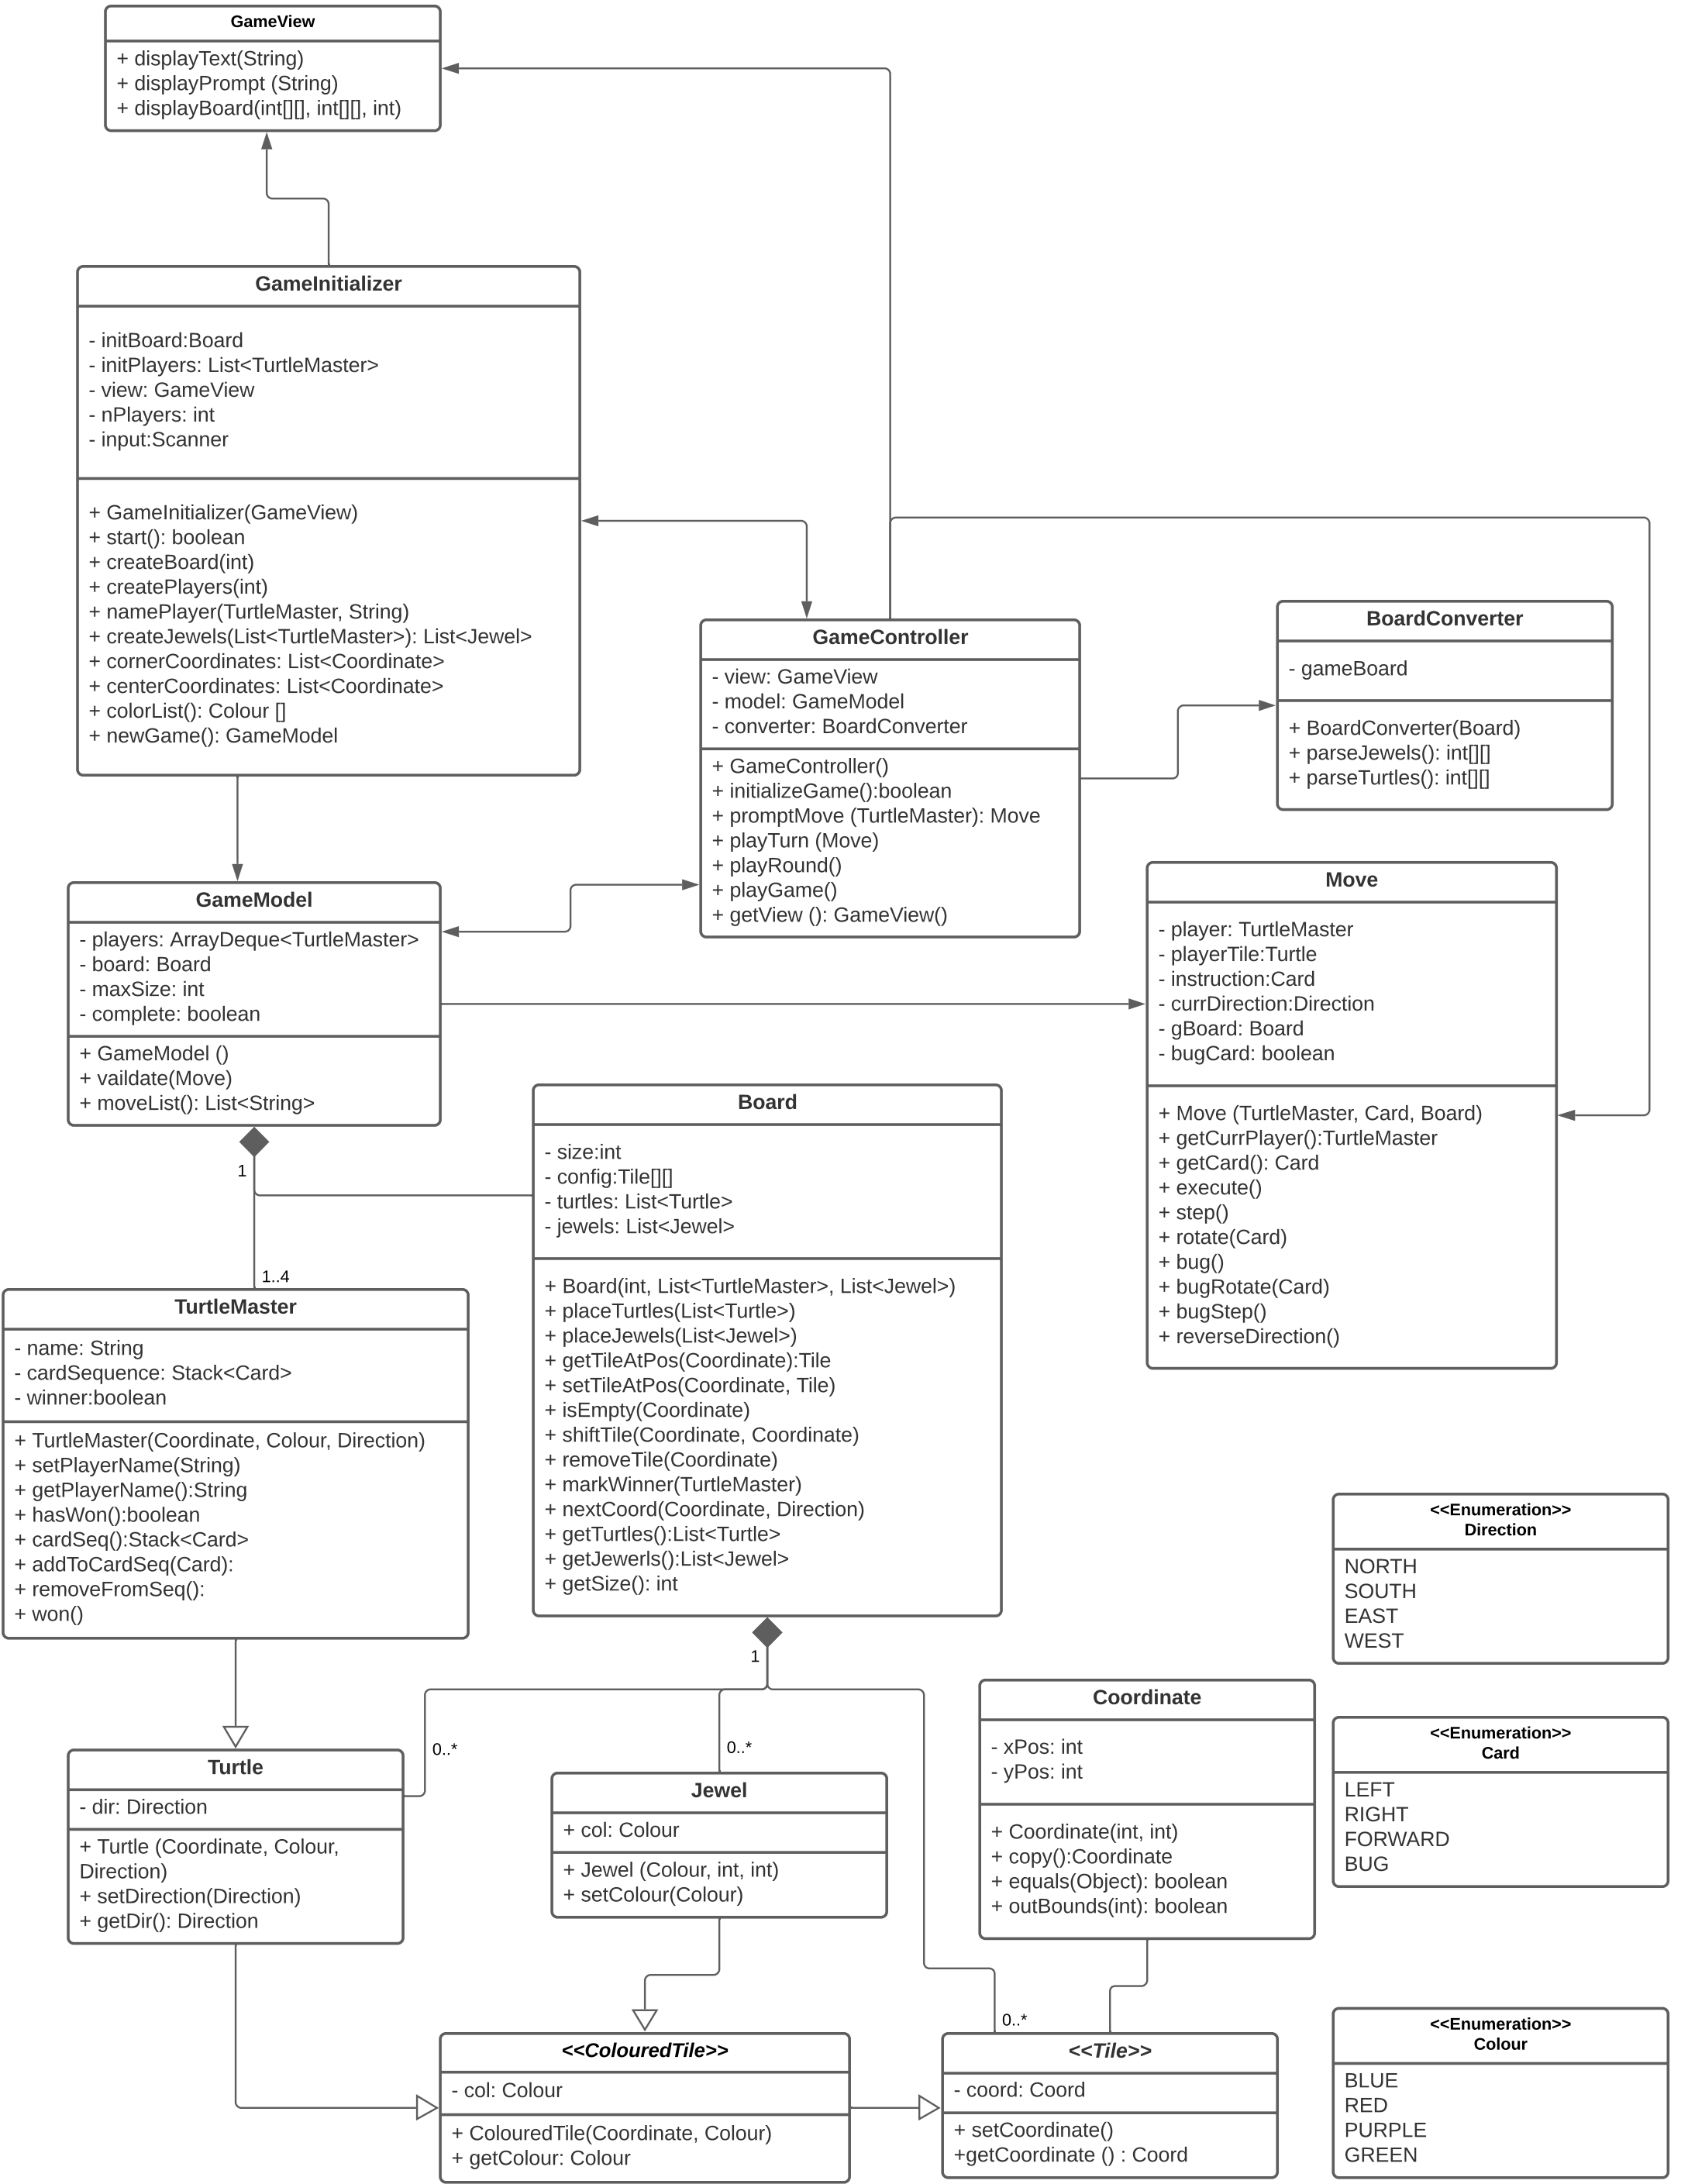 GameView
+ displayText(String)
+ displayPrompt (String)
+ displayBoard(int[][], int[][], int)
GameInitializer
- initBoard:Board
- initPlayers: List<TurtleMaster>
- view: GameView
- nPlayers: int
- input:Scanner
+ GameInitializer(GameView)
+ start(): boolean
+ createBoard(int)
+ createPlayers(int)
+ namePlayer(TurtleMaster, String)
+ createJewels(List<TurtleMaster>): List<Jewel>
+ cornerCoordinates: List<Coordinate>
+ centerCoordinates: List<Coordinate>
+ colorList(): Colour []
+ newGame(): GameModel
GameController
- view: GameView
- model: GameModel
- converter: BoardConverter
+ GameController()
+ initializeGame():boolean
+ promptMove (TurtleMaster): Move
+ playTurn (Move)
+ playRound()
+ playGame()
+ getView (): GameView()
BoardConverter
- gameBoard
+ BoardConverter(Board)
+ parseJewels(): int[][]
+ parseTurtles(): int[][]
GameModel
- players: ArrayDeque<TurtleMaster>
- board: Board
- maxSize: int
- complete: boolean
+ GameModel ()
+ vaildate(Move)
+ moveList(): List<String>
1
1..4
Move
- player: TurtleMaster
- playerTile:Turtle
- instruction:Card
- currDirection:Direction
- gBoard: Board
- bugCard: boolean
+ Move (TurtleMaster, Card, Board)
+ getCurrPlayer():TurtleMaster
+ getCard(): Card
+ execute()
+ step()
+ rotate(Card)
+ bug()
+ bugRotate(Card)
+ bugStep()
+ reverseDirection()
Board
- size:int
- config:Tile[][]
- turtles: List<Turtle>
- jewels: List<Jewel>
+ Board(int, List<TurtleMaster>, List<Jewel>)
+ placeTurtles(List<Turtle>)
+ placeJewels(List<Jewel>)
+ getTileAtPos(Coordinate):Tile
+ setTileAtPos(Coordinate, Tile)
+ isEmpty(Coordinate)
+ shiftTile(Coordinate, Coordinate)
+ removeTile(Coordinate)
+ markWinner(TurtleMaster)
+ nextCoord(Coordinate, Direction)
+ getTurtles():List<Turtle>
+ getJewerls():List<Jewel>
+ getSize(): int
1
0..*
0..*
0..*
TurtleMaster
- name: String
- cardSequence: Stack<Card>
- winner:boolean
+ TurtleMaster(Coordinate, Colour, Direction)
+ setPlayerName(String)
+ getPlayerName():String
+ hasWon():boolean
+ cardSeq():Stack<Card>
+ addToCardSeq(Card):
+ removeFromSeq():
+ won()
Turtle
- dir: Direction
+ Turtle (Coordinate, Colour,
Direction)
+ setDirection(Direction)
+ getDir(): Direction
Jewel
+ col: Colour
+ Jewel (Colour, int, int)
+ setColour(Colour)
Coordinate
- xPos: int
- yPos: int
+ Coordinate(int, int)
+ copy():Coordinate
+ equals(Object): boolean
+ outBounds(int): boolean
<<ColouredTile>>
- col: Colour
+ ColouredTile(Coordinate, Colour)
+ getColour: Colour
<<Tile>>
- coord: Coord
+ setCoordinate()
+getCoordinate () : Coord
<<Enumeration>>
Direction
NORTH
SOUTH
EAST
WEST
<<Enumeration>>
Card
LEFT
RIGHT
FORWARD
BUG
<<Enumeration>>
Colour
BLUE
RED
PURPLE
GREEN